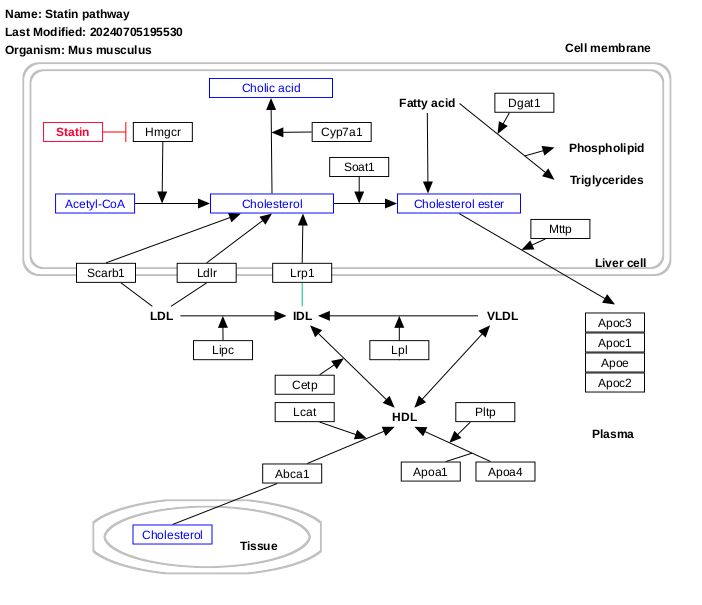 Name: Statin pathway
Last Modified: 20240705195530
Organism: Mus musculus
Cell membrane
Cholic acid
Fatty acid
Dgat1
Statin
Hmgcr
Cyp7a1
Phospholipid
Soat1
Triglycerides
Acetyl-CoA
Cholesterol
Cholesterol ester
Mttp
Liver cell
Scarb1
Ldlr
Lrp1
LDL
IDL
VLDL
Apoc3
Apoc1
Apoe
Apoc2
Lipc
Lpl
Cetp
Lcat
HDL
Pltp
Plasma
Abca1
Apoa1
Apoa4
Cholesterol
Tissue